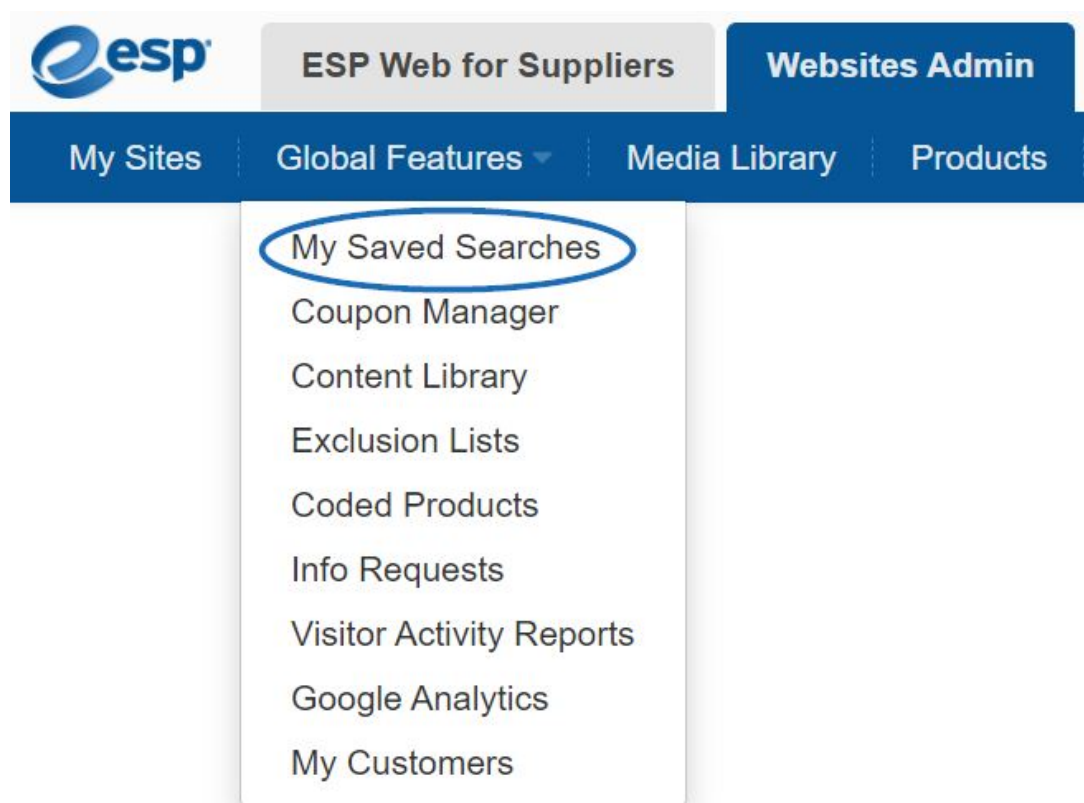 esp
ESP Web for Suppliers
Websites Admin
My Sites
Global Features
Media Library
Products
My Saved Searches
Coupon Manager
Content Library
Exclusion Lists
Coded Products
Info Requests
Visitor Activity Reports
Google Analytics
My Customers